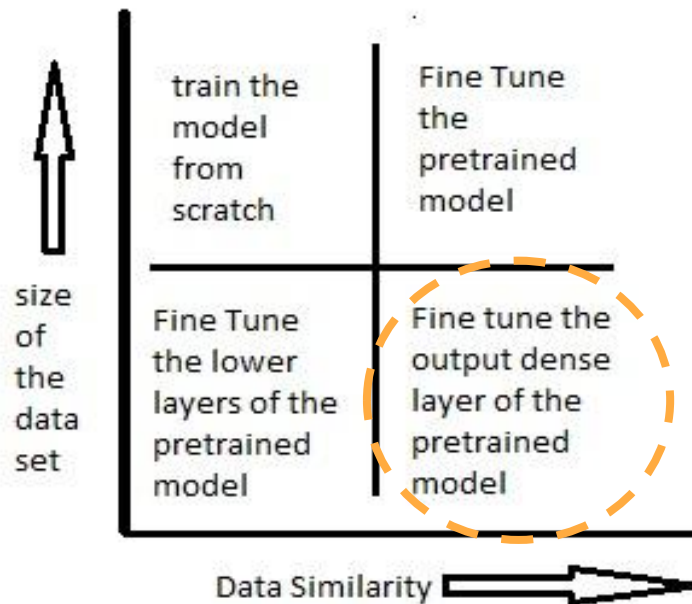 train the
model
from
scratch
Fine Tune
the
pretrained
model
size
of
the
data
set
Fine Tune
the lower
layers of the
pretrained
model
Fine tune the
output dense
layer of the
pretrained
model
Data Similarity